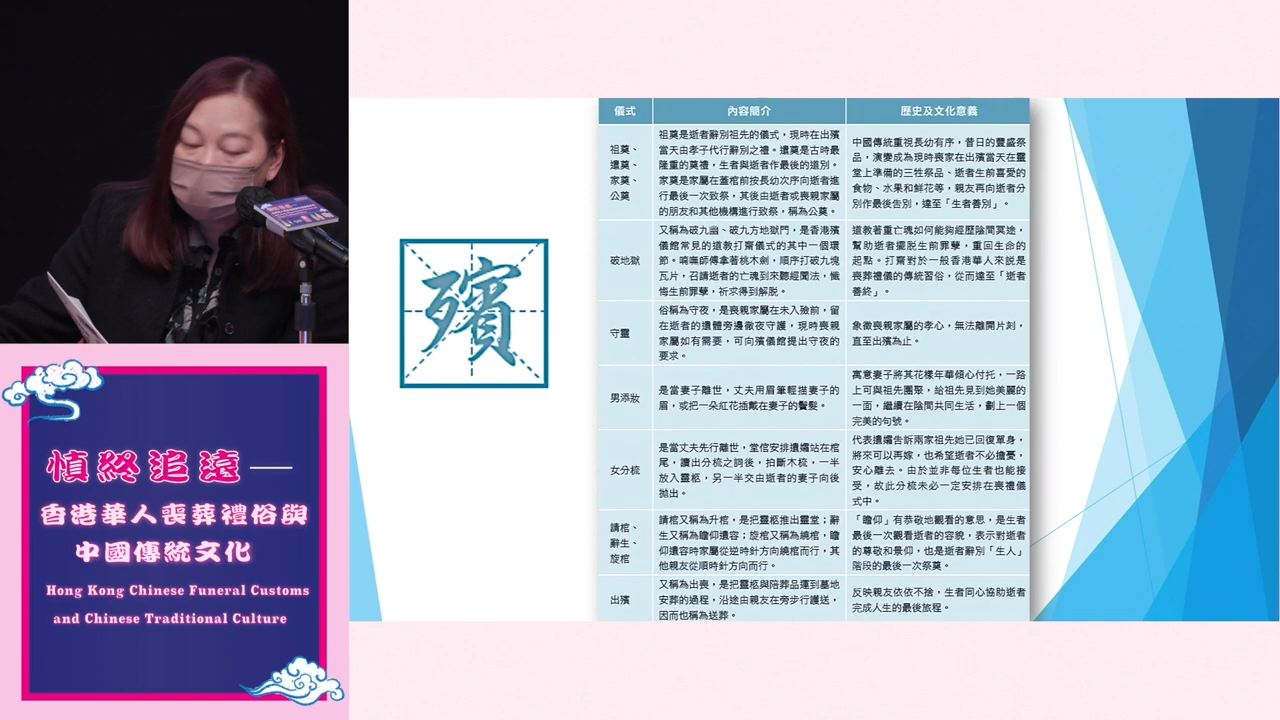 慎終追遠——
香港華人喪葬禮俗與
中國傳統文化
Hong Kong Chinese Funeral Customs
and Chinese Traditional Culture
殯
儀式
內容簡介
歷史及文化意義
祖奠、
遺奠、
家奠、
公奠
祖奠是逝者辭別祖先的儀式，現時在出殯
當天由孝子代行辭別之禮。遺奠是古時最
隆重的奠禮，生者與逝者作最後的道別。
家奠是家屬在蓋棺前按長幼次序向逝者進
行最後一次致祭，其後由逝者或喪親家屬
的朋友和其他機構進行致祭，稱為公奠。
中國傳統重視長幼有序，昔日的豐盛祭
品，演變成為現時喪家在出殯當天在靈
堂上準備的三牲祭品、逝者生前喜愛的
食物、水果和鮮花等，親友再向逝者分
別作最後告別，達至「生者善別」。
破地獄
又稱為破九幽、破九方地獄門，是香港殯
儀館常見的道教打齋儀式的其中一個環
節。喃嘸師傅拿著桃木劍，順序打破九塊
瓦片，召請逝者的亡魂到來聽經聞法，懺
悔生前罪孽，祈求得到解脫。
道教著重亡魂如何能夠經歷陰間冥途，
幫助逝者擺脫生前罪孽，重回生命的
起點。打齋對於一般香港華人來説是
喪葬禮儀的傳統習俗，從而達至「逝者
善終」。
守靈
俗稱為守夜，是喪親家屬在未入殮前，留
在逝者的遺體旁邊徹夜守護，現時喪親
家屬如有需要，可向殯儀館提出守夜的
要求。
象徵喪親家屬的孝心，無法離開片刻，
直至出殯為止。
男添妝
是當妻子離世，丈夫用眉筆輕描妻子的
眉，或把一朵紅花插戴在妻子的鬢髮。
寓意妻子將其花樣年華傾心付托，一路
上可與祖先團聚，給祖先見到她美麗的
一面，繼續在陰間共同生活，劃上一個
完美的句號。
女分梳
是當丈夫先行離世，堂倌安排遺孀站在棺
尾，讀出分梳之詞後，拍斷木梳，一半
放入靈柩，另一半交由逝者的妻子向後
拋出。
代表遺孀告訴兩家祖先她已回復單身，
將來可以再嫁，也希望逝者不必擔憂，
安心離去。由於並非每位生者也能接
受，故此分梳未必一定安排在喪禮儀
式中。
請棺、
辭生、
旋棺
請棺又稱為升棺，是把靈柩推出靈堂；辭
生又稱為瞻仰遺容；旋棺又稱為繞棺，瞻
仰遺容時家屬從逆時針方向繞棺而行，其
他親友從順時針方向而行。
「瞻仰」有恭敬地觀看的意思，是生者
最後一次觀看逝者的容貌，表示對逝者
的尊敬和景仰，也是逝者辭別「生人」
階段的最後一次祭奠。
出殯
又稱為出喪，是把靈柩與陪葬品運到墓地
安葬的過程，沿途由親友在旁步行護送，
因而也稱為送葬。
反映親友依依不捨，生者同心協助逝者
完成人生的最後旅程。